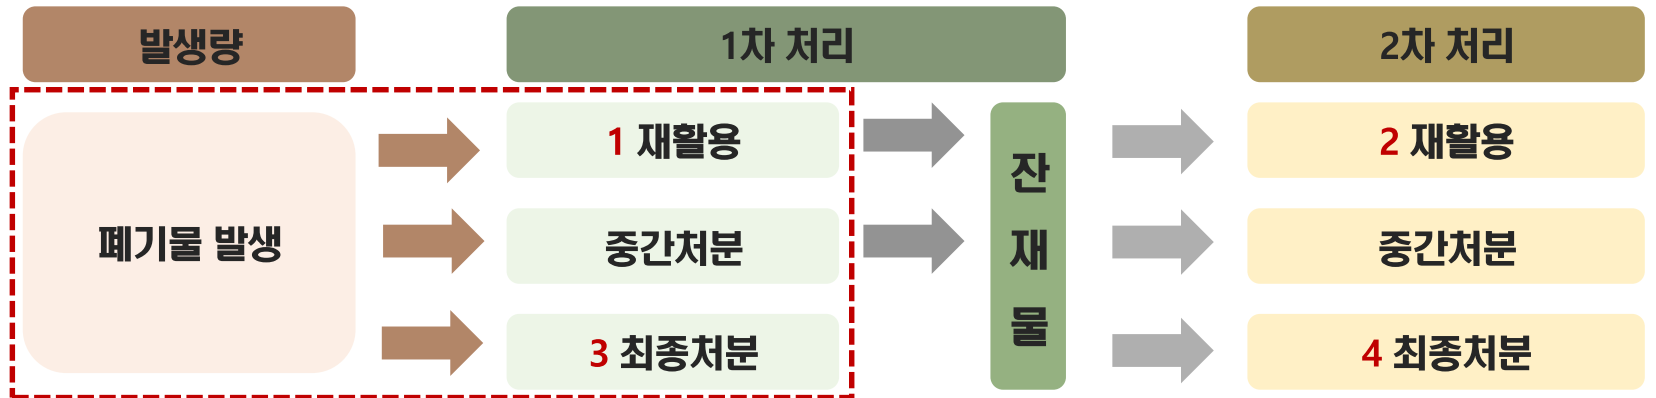 발생량
1차 처리
2차 처리
폐기물 발생
1 재활용
중간처분
3 최종처분
잔
재
물
2 재활용
중간처분
4 최종처분